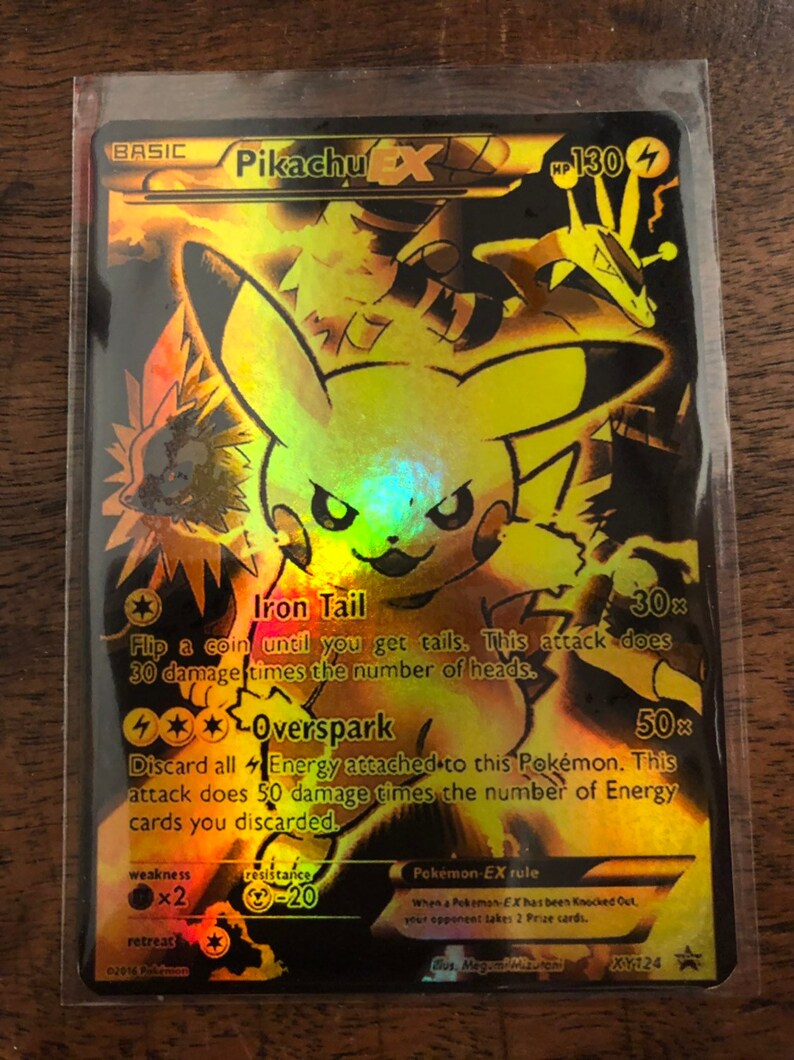 BASIC
Pikachu EX
HP 130
Iron Tail 30×
Flip a coin until you get tails. This attack does
30 damage times the number of heads.
Overspark 50×
Discard all Energy attached to this Pokémon. This
attack does 50 damage times the number of Energy
cards you discarded.
weakness
×2
resistance
-20
Pokémon-EX rule
When a Pokémon-EX has been Knocked Out,
your opponent takes 2 Prize cards.
retreat
©2016 Pokémon
Illus. Megumi Mizutani
XY124